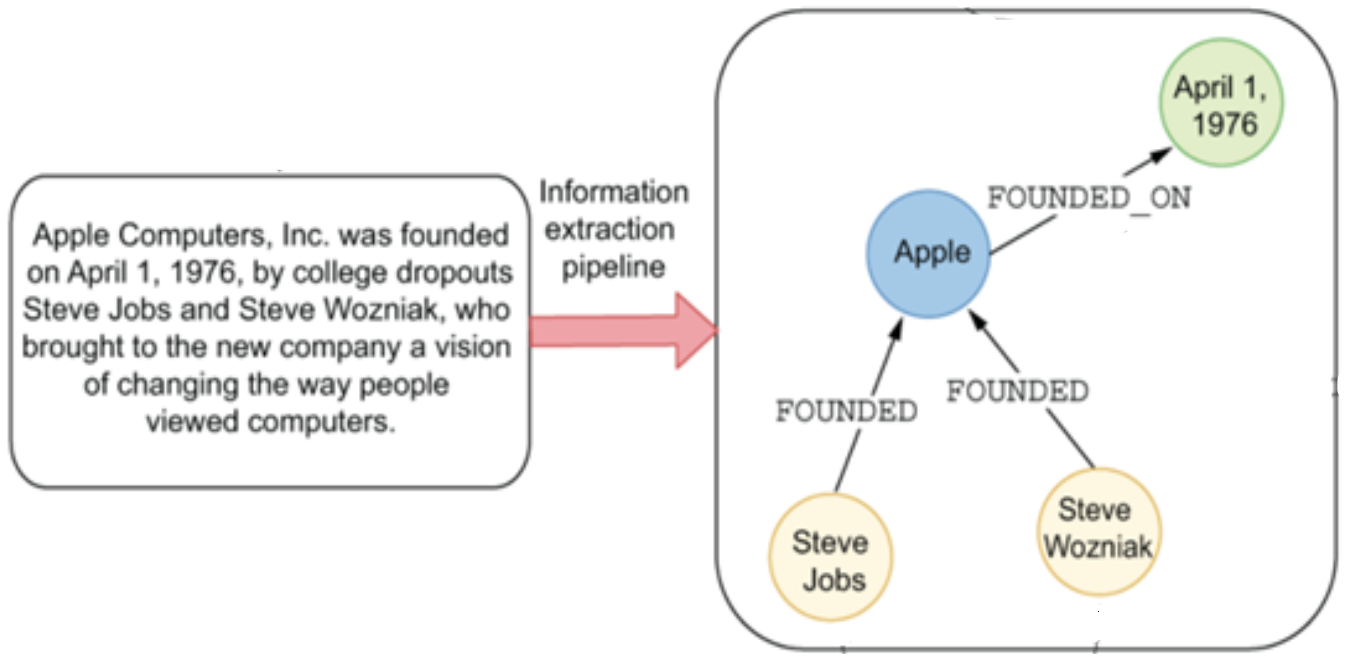 Apple Computers, Inc. was founded
on April 1, 1976, by college dropouts
Steve Jobs and Steve Wozniak, who
brought to the new company a vision
of changing the way people
viewed computers.
Information
extraction
pipeline
April 1,
1976
FOUNDED_ON
Apple
FOUNDED
FOUNDED
Steve
Jobs
Steve
Wozniak